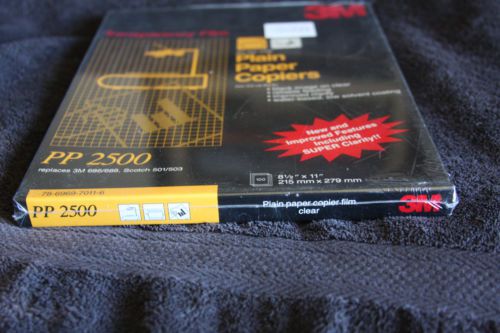 3M
Transparency Film
Plain
Paper
Copiers
New and
Improved Features
Including
SUPER Clarity!!
PP 2500
replaces 3M 688/689, Scotch 501/503
100
8½" x 11"
215 mm x 279 mm
78-6969-7011-6
PP 2500
Plain paper copier film
clear
3M